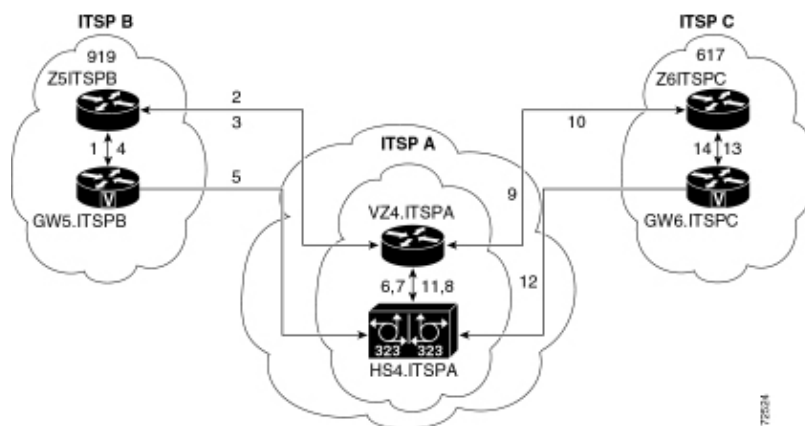 ITSP B
919
Z5ITSPB
1 4
GW5.ITSPB
2
3
5
ITSP A
VZ4.ITSPA
6,7 11,8
323 323
HS4.ITSPA
9
10
12
ITSP C
617
Z6ITSPC
14 13
GW6.ITSPC
V
V
72524